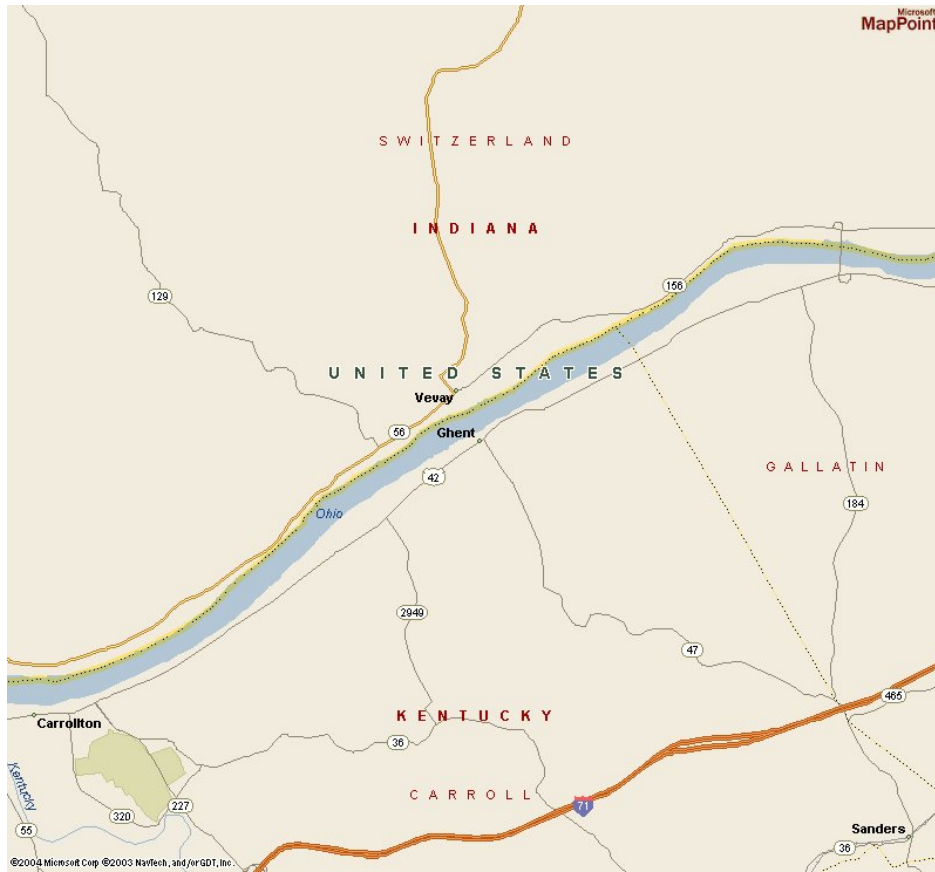 Microsoft
MapPoint
SWITZERLAND
INDIANA
156
129
UNITED STATES
Vevay
56
Ghent
42
GALLATIN
184
Ohio
2949
47
465
Carrollton
KENTUCKY
36
Kentucky
CARROLL
71
227
320
55
Sanders
36
©2004 Microsoft Corp ©2003 NavTech, and/or GDT, Inc.